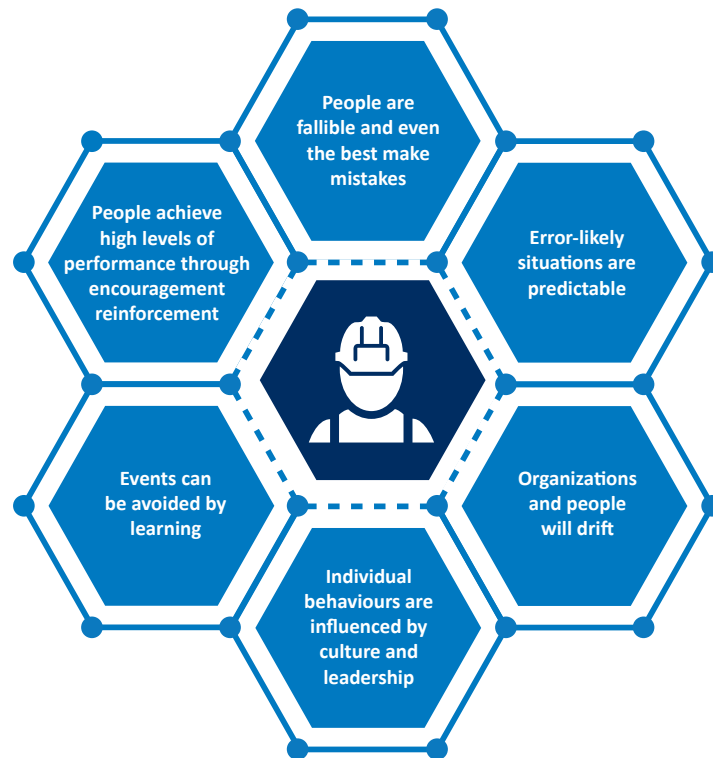 People are
fallible and even
the best make
mistakes
Error-likely
situations are
predictable
Organizations
and people
will drift
Individual
behaviours are
influenced by
culture and
leadership
Events can
be avoided by
learning
People achieve
high levels of
performance through
encouragement
reinforcement